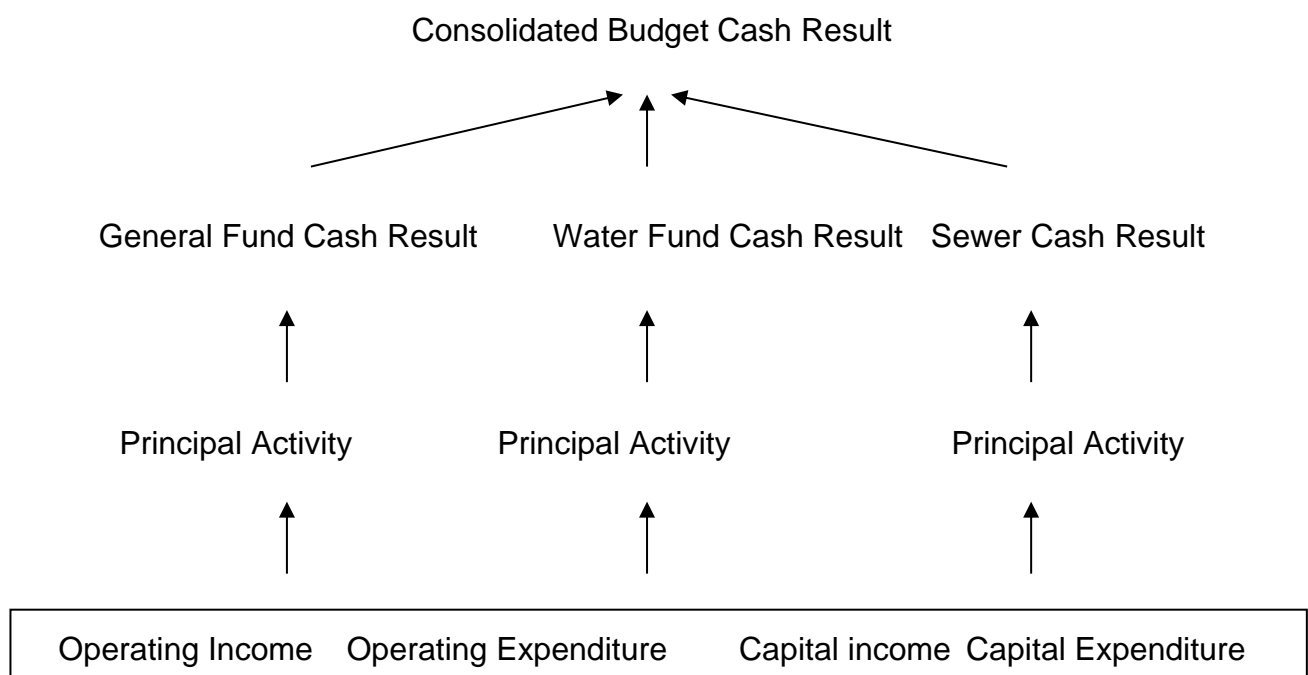 Consolidated Budget Cash Result
General Fund Cash Result Water Fund Cash Result Sewer Cash Result
Principal Activity Principal Activity Principal Activity
Operating Income Operating Expenditure Capital income Capital Expenditure